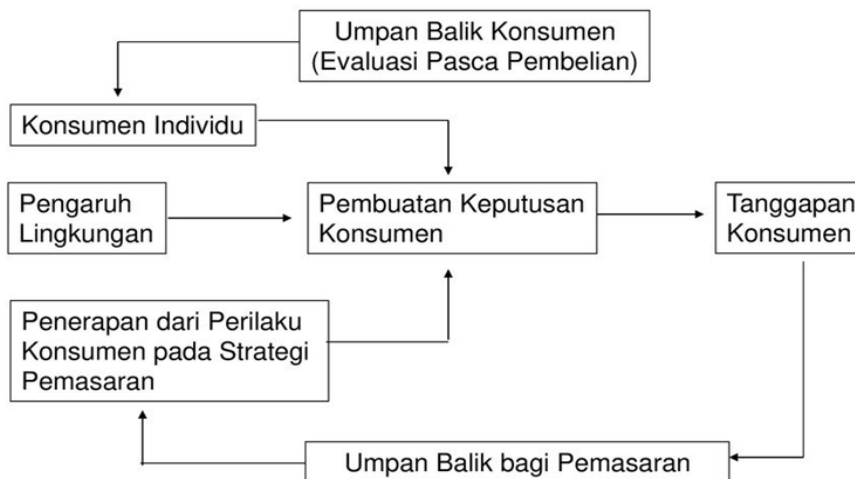 Umpan Balik Konsumen
(Evaluasi Pasca Pembelian)
Konsumen Individu
Pengaruh
Lingkungan
Pembuatan Keputusan
Konsumen
Tanggapan
Konsumen
Penerapan dari Perilaku
Konsumen pada Strategi
Pemasaran
Umpan Balik bagi Pemasaran